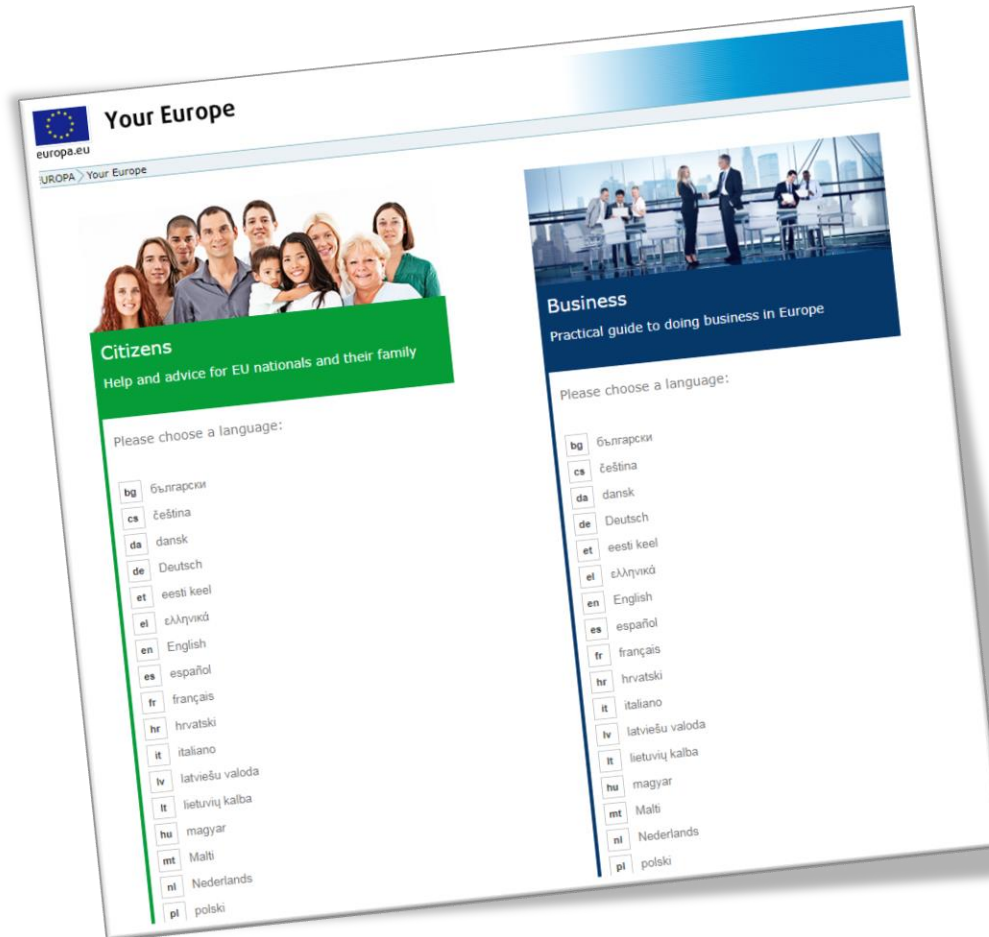 Your Europe
europa.eu
UROPA
Your Europe
Citizens
Help and advice for EU nationals and their family
Please choose a language:
bg български
cs čeština
da dansk
de Deutsch
et eesti keel
el ελληνικά
en English
es español
fr français
hr hrvatski
it italiano
lv latviešu valoda
lt lietuvių kalba
hu magyar
mt Malti
nl Nederlands
pl polski
Business
Practical guide to doing business in Europe
Please choose a language:
bg български
cs čeština
da dansk
de Deutsch
et eesti keel
el ελληνικά
en English
es español
fr français
hr hrvatski
it italiano
lv latviešu valoda
lt lietuvių kalba
hu magyar
mt Malti
nl Nederlands
pl polski